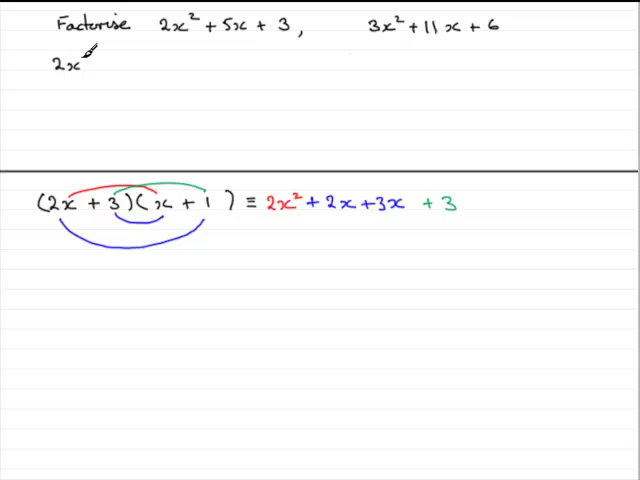 Factorise 2x² + 5x + 3, 3x² + 11x + 6
2x
(2x + 3)(x + 1) ≡ 2x² + 2x + 3x + 3